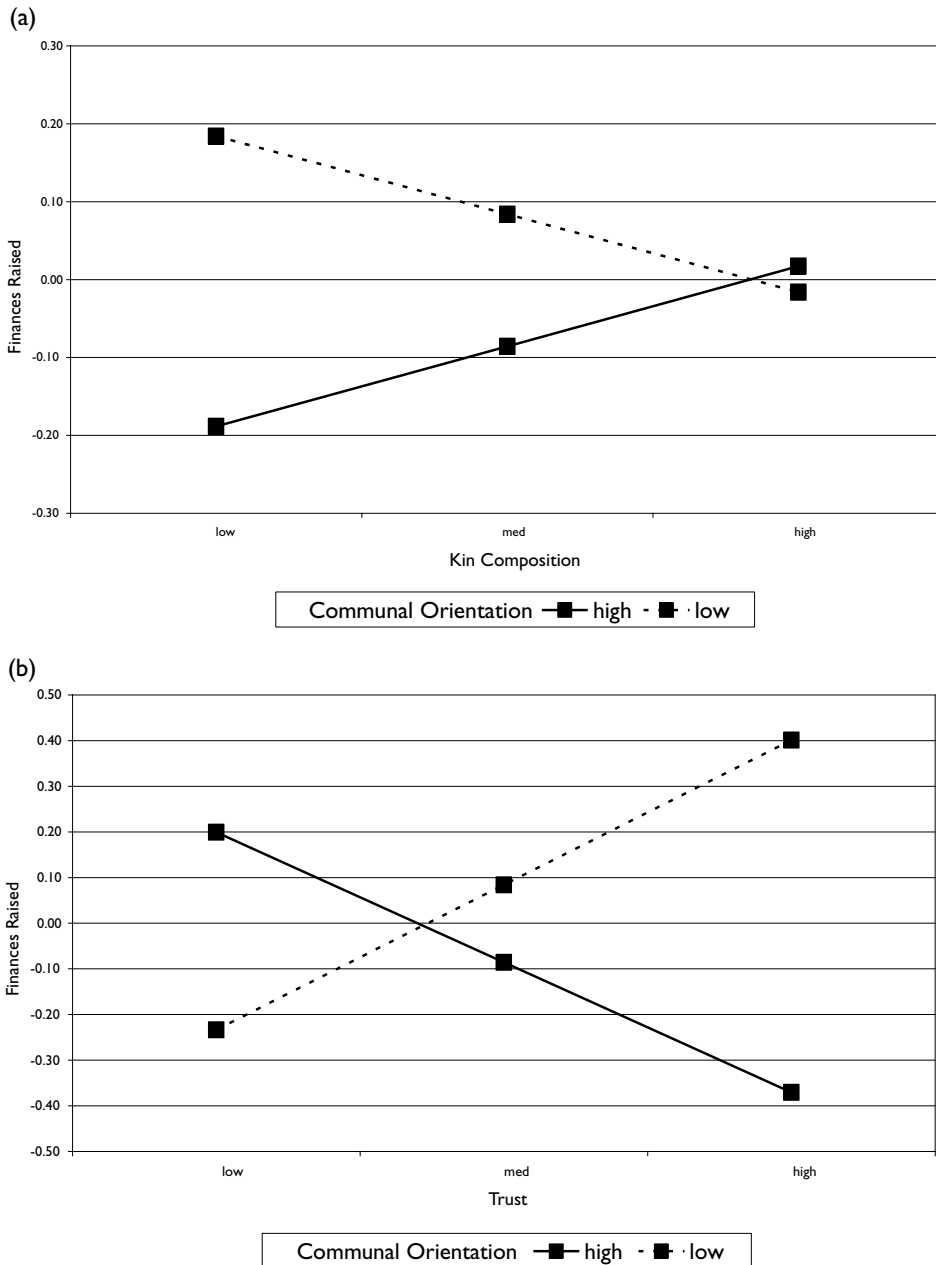 (a)
0.30
0.20
0.10
0.00
-0.10
-0.20
-0.30
Finances Raised
low med high
Kin Composition
Communal Orientation high low
(b)
0.50
0.40
0.30
0.20
0.10
0.00
-0.10
-0.20
-0.30
-0.40
-0.50
Finances Raised
low med high
Trust
Communal Orientation high low